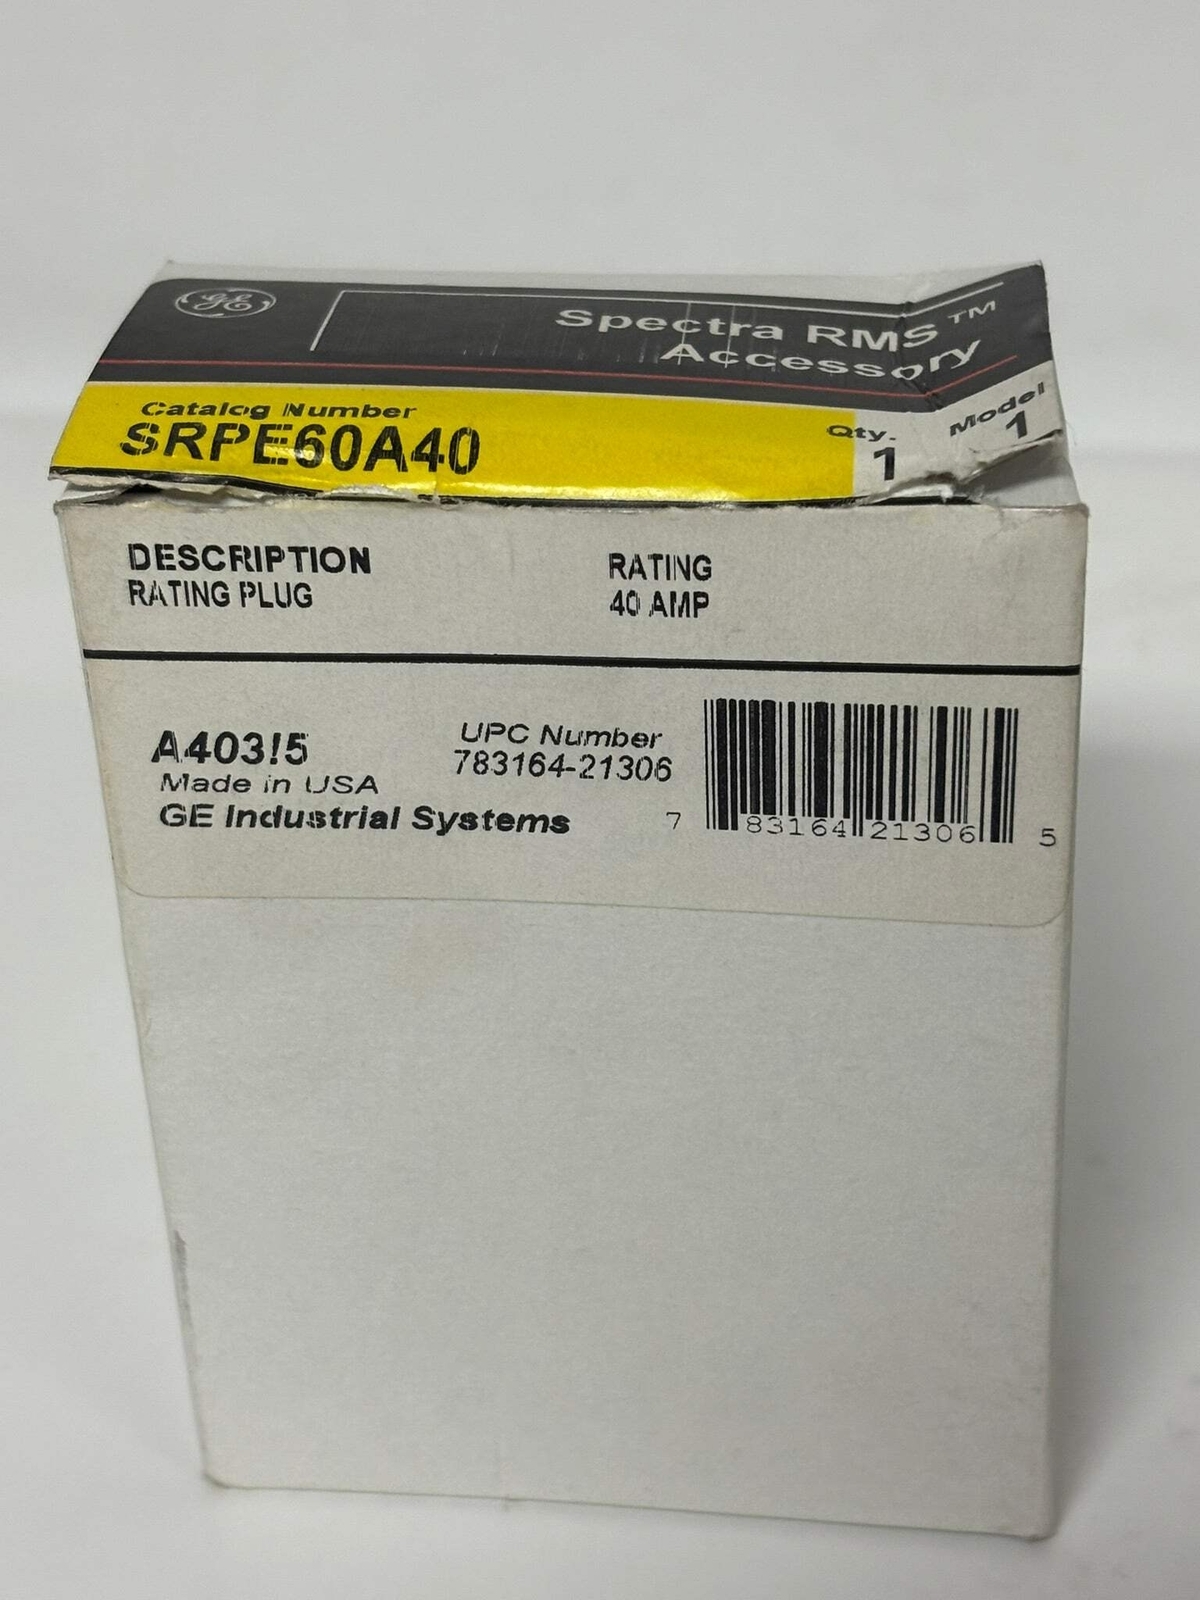 GE
Spectra RMS™
Accessory
Catalog Number
SRPE60A40
Qty.
1
Model
1
DESCRIPTION
RATING PLUG
RATING
40 AMP
A403!5
Made in USA
GE Industrial Systems
UPC Number
783164-21306
7 83164 21306 5